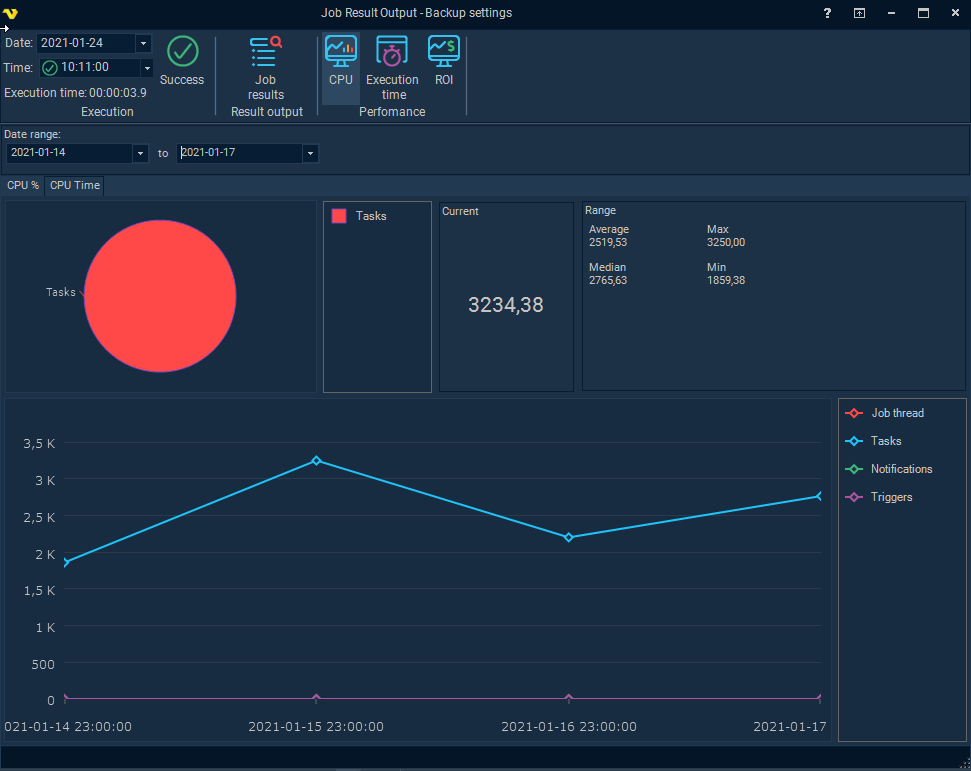 Job Result Output - Backup settings
?
Date: 2021-01-24
Time: 10:11:00
Execution time: 00:00:03.9
Success
Execution
Job
results
Result output
CPU
Execution
time
ROI
Perfomance
Date range:
2021-01-14 to 2021-01-17
CPU % CPU Time
Tasks
Tasks
Current
3234,38
Range
Average Max
2519,53 3250,00
Median Min
2765,63 1859,38
3,5 K
3 K
2,5 K
2 K
1,5 K
1 K
500
0
021-01-14 23:00:00 2021-01-15 23:00:00 2021-01-16 23:00:00 2021-01-17
Job thread
Tasks
Notifications
Triggers